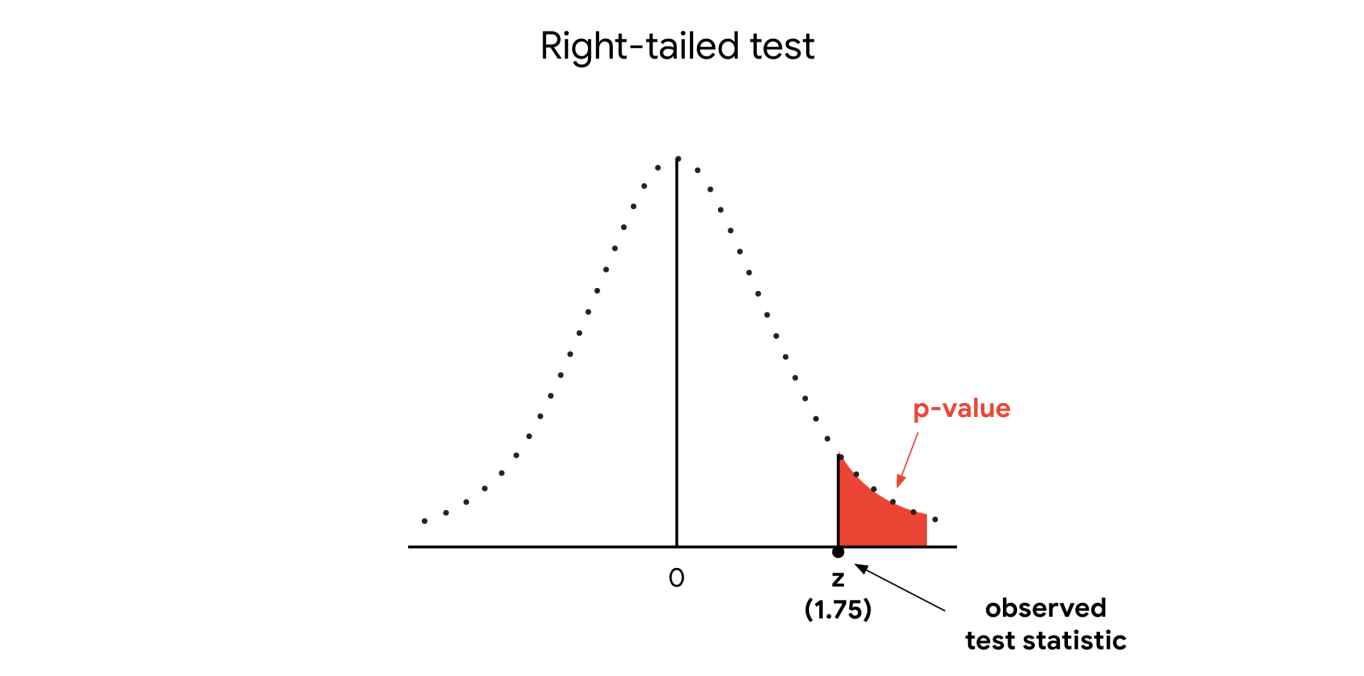 Right-tailed test
p-value
0
z
(1.75)
observed
test statistic